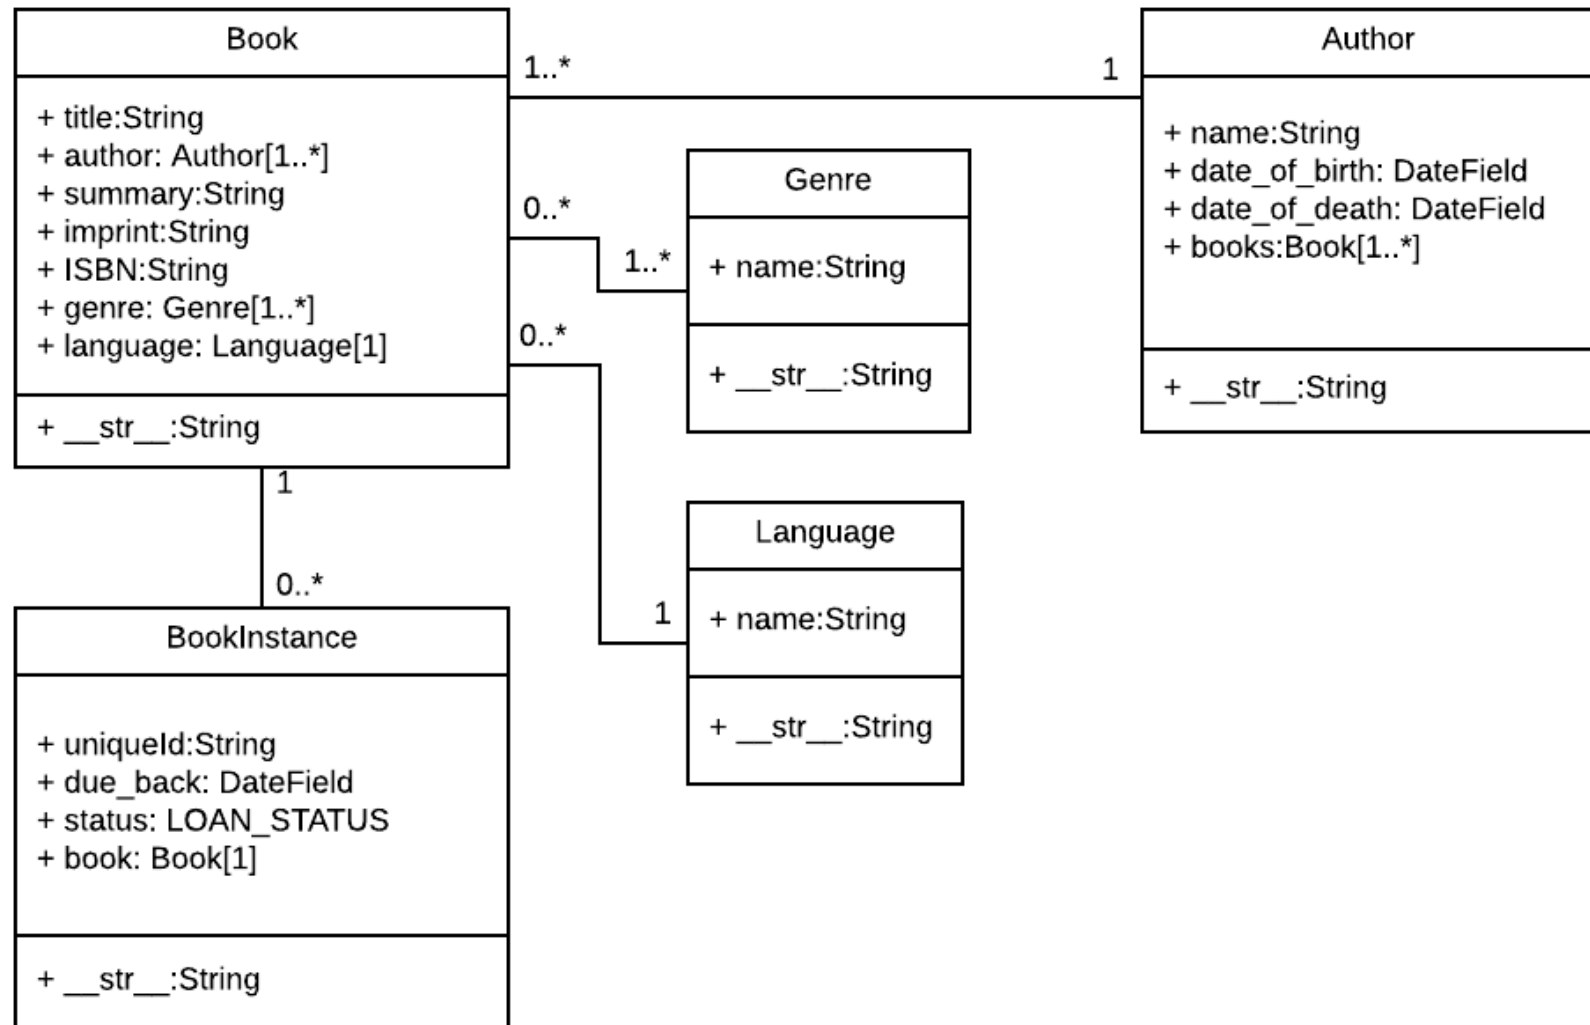 Book
+ title:String
+ author: Author[1..*]
+ summary:String
+ imprint:String
+ ISBN:String
+ genre: Genre[1..*]
+ language: Language[1]
+ __str__:String
1..*
1
Author
+ name:String
+ date_of_birth: DateField
+ date_of_death: DateField
+ books:Book[1..*]
+ __str__:String
0..*
1..*
Genre
+ name:String
+ __str__:String
0..*
1
Language
+ name:String
+ __str__:String
1
0..*
BookInstance
+ uniqueId:String
+ due_back: DateField
+ status: LOAN_STATUS
+ book: Book[1]
+ __str__:String